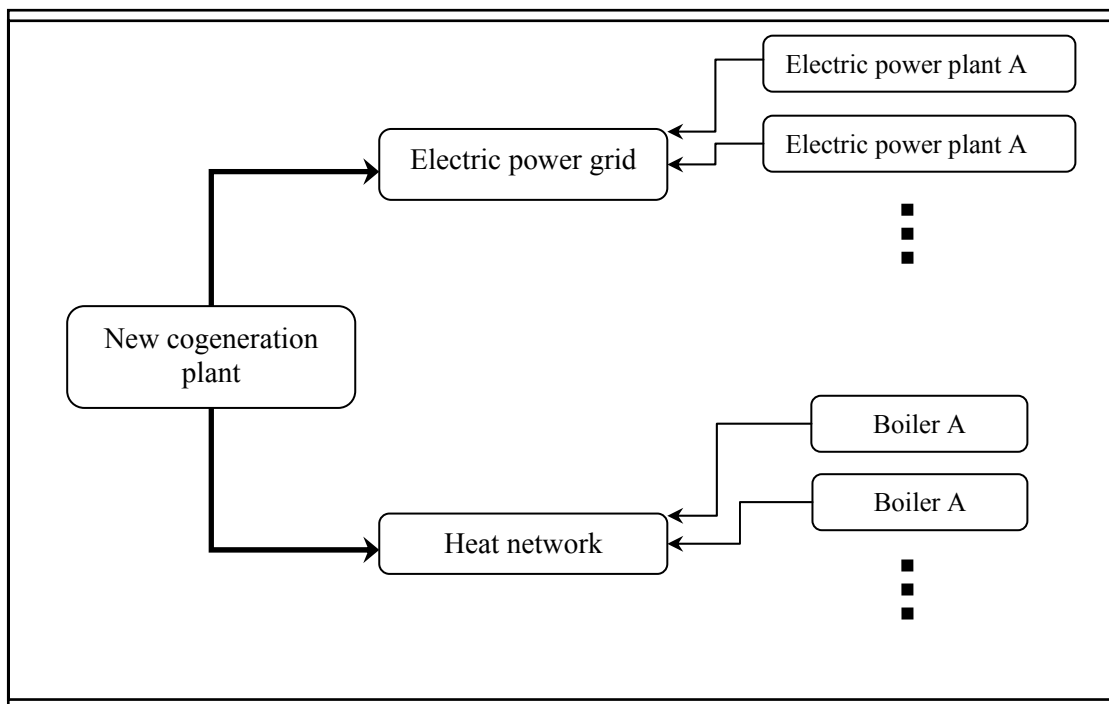 Electric power plant A
Electric power grid
Electric power plant A
New cogeneration
plant
Boiler A
Boiler A
Heat network